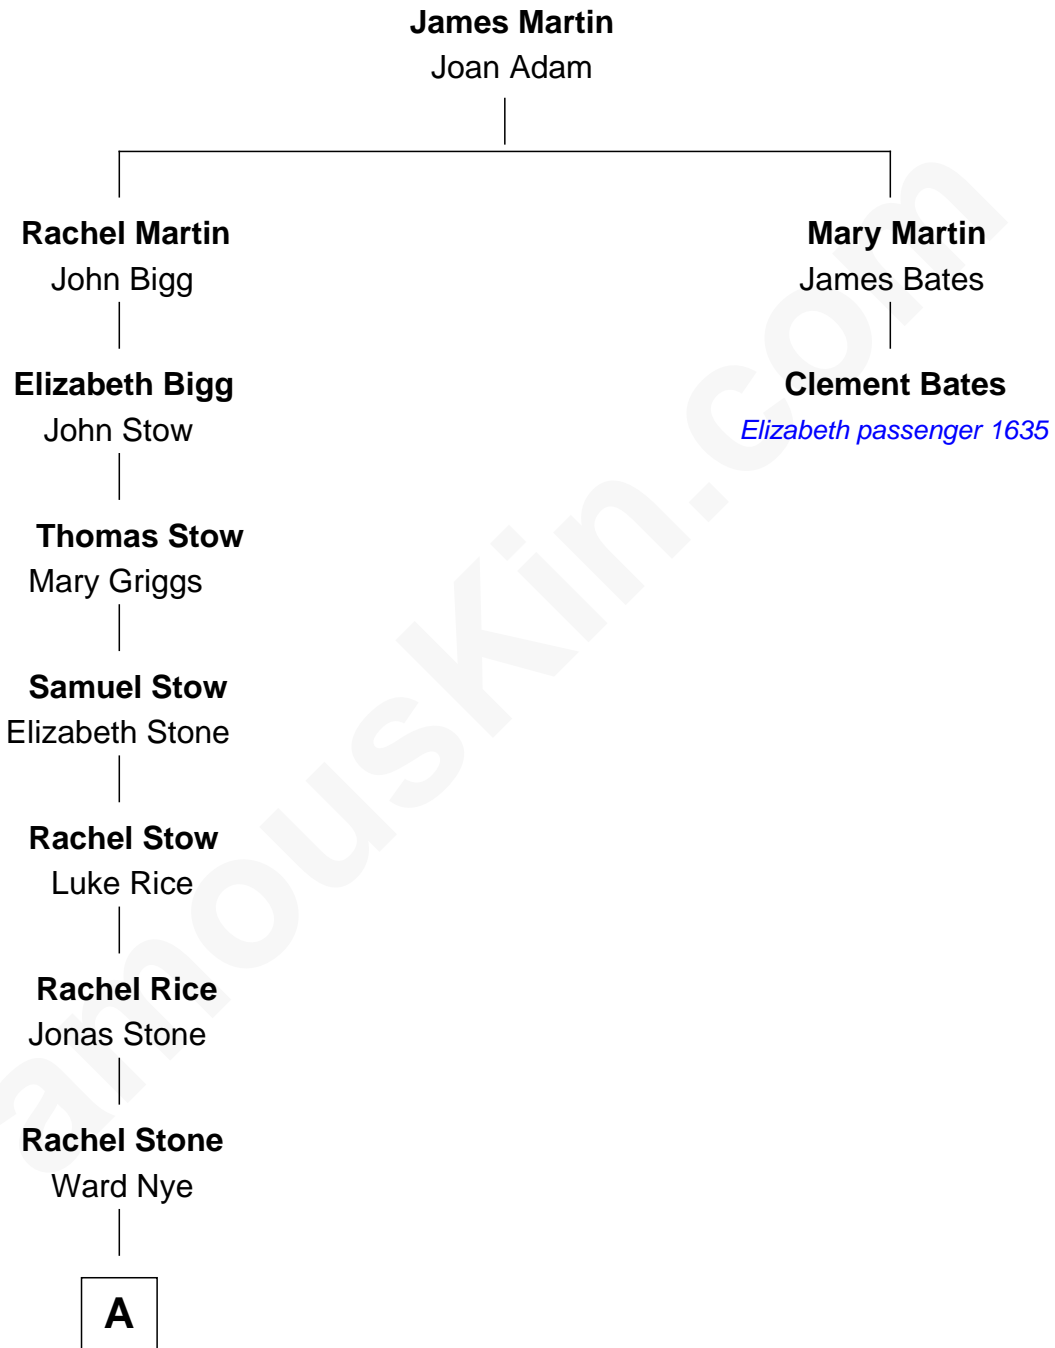 James Martin
Joan Adam
Rachel Martin
John Bigg
Mary Martin
James Bates
Elizabeth Bigg
John Stow
Clement Bates
Elizabeth passenger 1635
Thomas Stow
Mary Griggs
Samuel Stow
Elizabeth Stone
Rachel Stow
Luke Rice
Rachel Rice
Jonas Stone
Rachel Stone
Ward Nye
A
amousKin.com